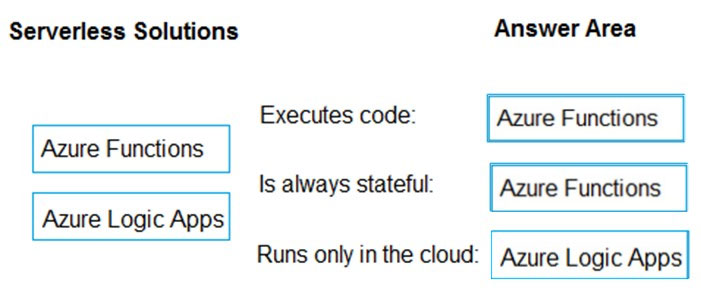 Serverless Solutions
Answer Area
Executes code:
Azure Functions
Azure Functions
Is always stateful:
Azure Functions
Azure Logic Apps
Runs only in the cloud:
Azure Logic Apps